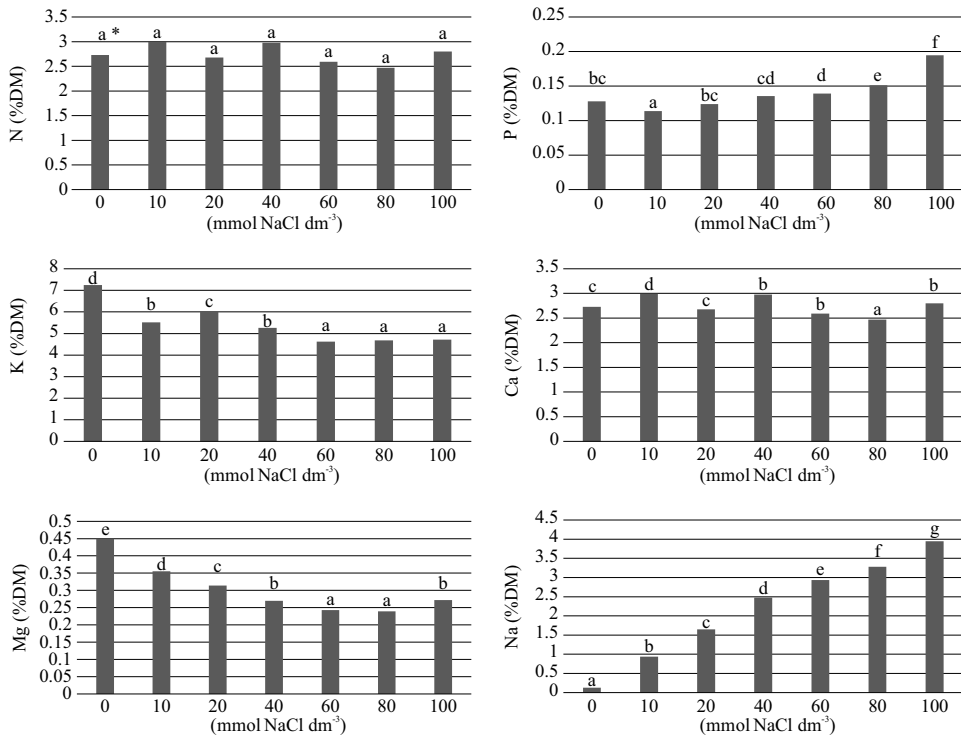 N (%DM)
3.5
3
2.5
2
1.5
1
0.5
0
a * a a a a a a
0 10 20 40 60 80 100
(mmol NaCl dm-3)
P (%DM)
0.25
0.2
0.15
0.1
0.05
0
bc a bc cd d e f
0 10 20 40 60 80 100
(mmol NaCl dm-3)
K (%DM)
8
7
6
5
4
3
2
1
0
d b c b a a a
0 10 20 40 60 80 100
(mmol NaCl dm-3)
Ca (%DM)
3.5
3
2.5
2
1.5
1
0.5
0
c d c b b a b
0 10 20 40 60 80 100
(mmol NaCl dm-3)
Mg (%DM)
0.5
0.45
0.4
0.35
0.3
0.25
0.2
0.15
0.1
0.05
0
e d c b a a b
0 10 20 40 60 80 100
(mmol NaCl dm-3)
Na (%DM)
4.5
4
3.5
3
2.5
2
1.5
1
0.5
0
a b c d e f g
0 10 20 40 60 80 100
(mmol NaCl dm-3)